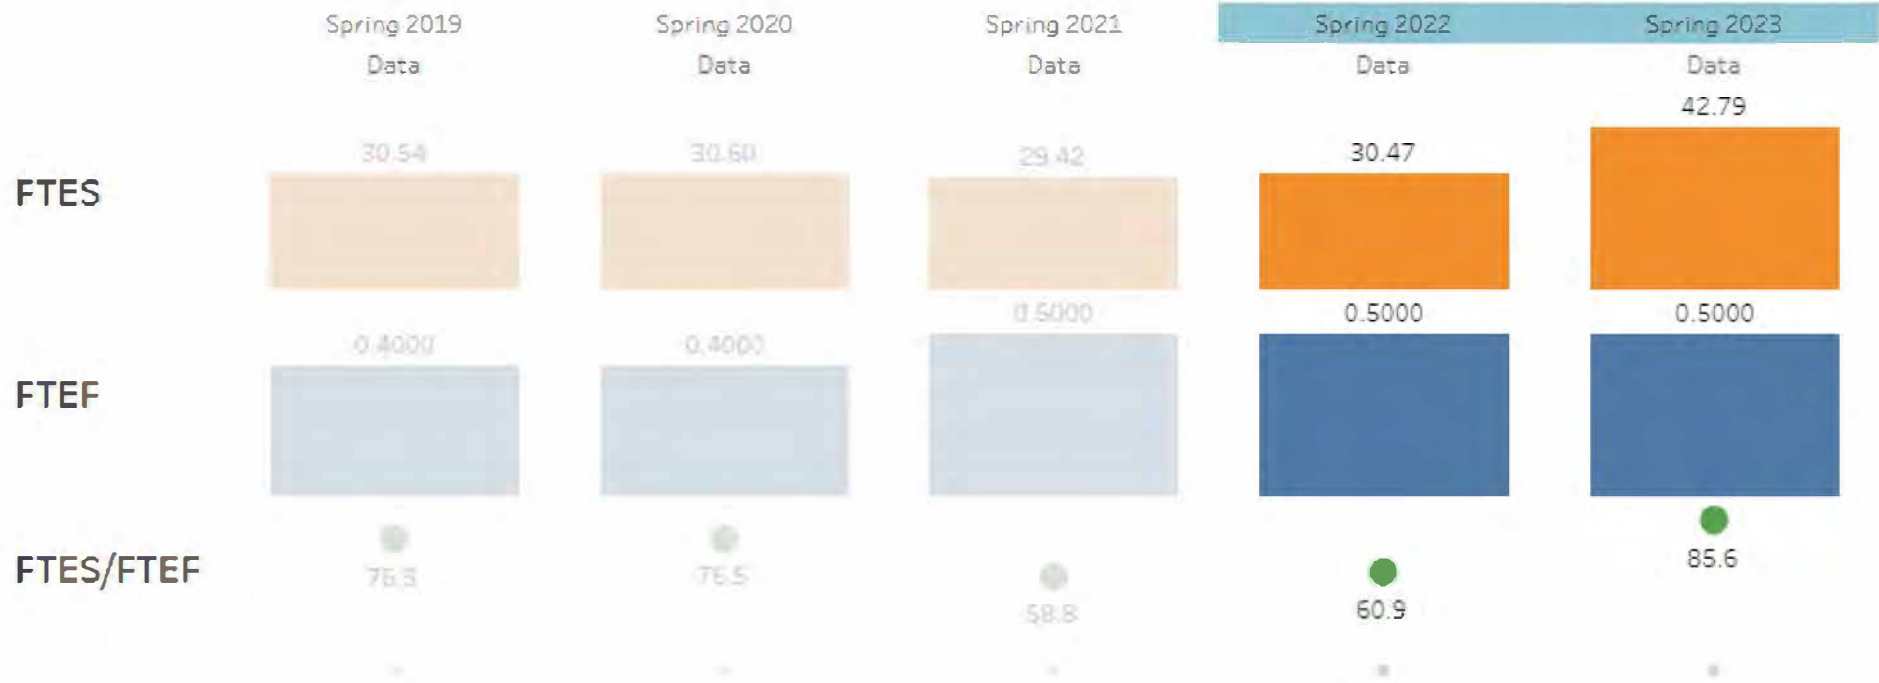 Spring 2019 Spring 2020 Spring 2021 Spring 2022 Spring 2023
Data Data Data Data Data
42.79
30.54 30.60 29.42 30.47
FTES
0.5000 0.5000 0.5000
0.4000 0.4000
FTEF
FTES/FTEF
76.3 76.5 85.6
58.8 60.9